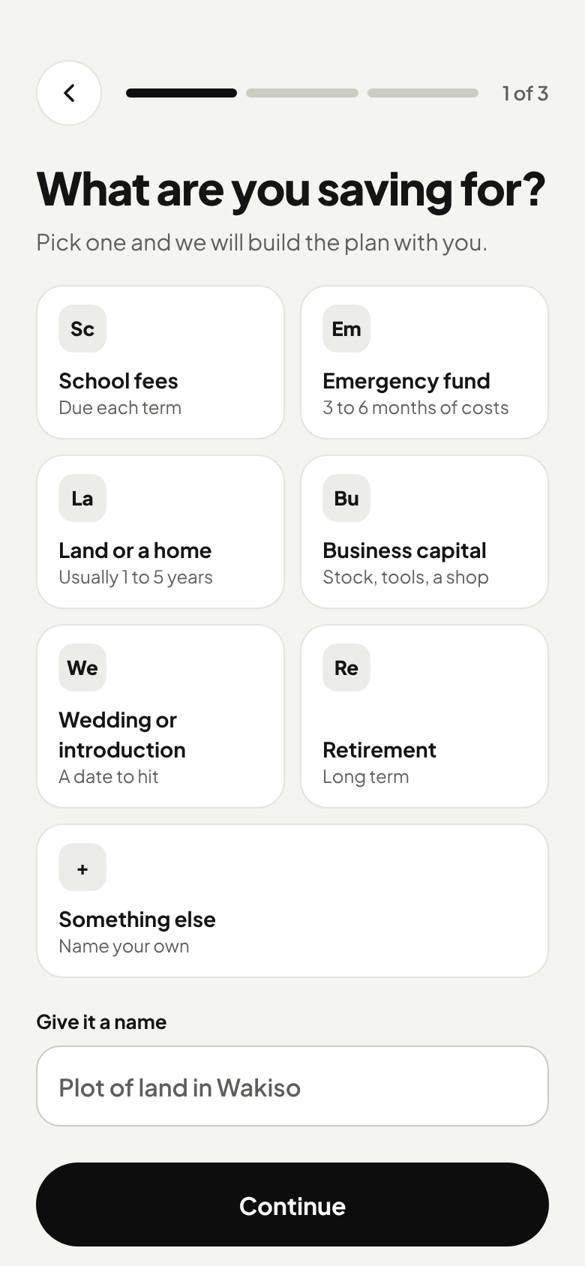 1 of 3
What are you saving for?
Pick one and we will build the plan with you.
Sc
School fees
Due each term
Em
Emergency fund
3 to 6 months of costs
La
Land or a home
Usually 1 to 5 years
Bu
Business capital
Stock, tools, a shop
We
Wedding or
introduction
A date to hit
Re
Retirement
Long term
+
Something else
Name your own
Give it a name
Plot of land in Wakiso
Continue